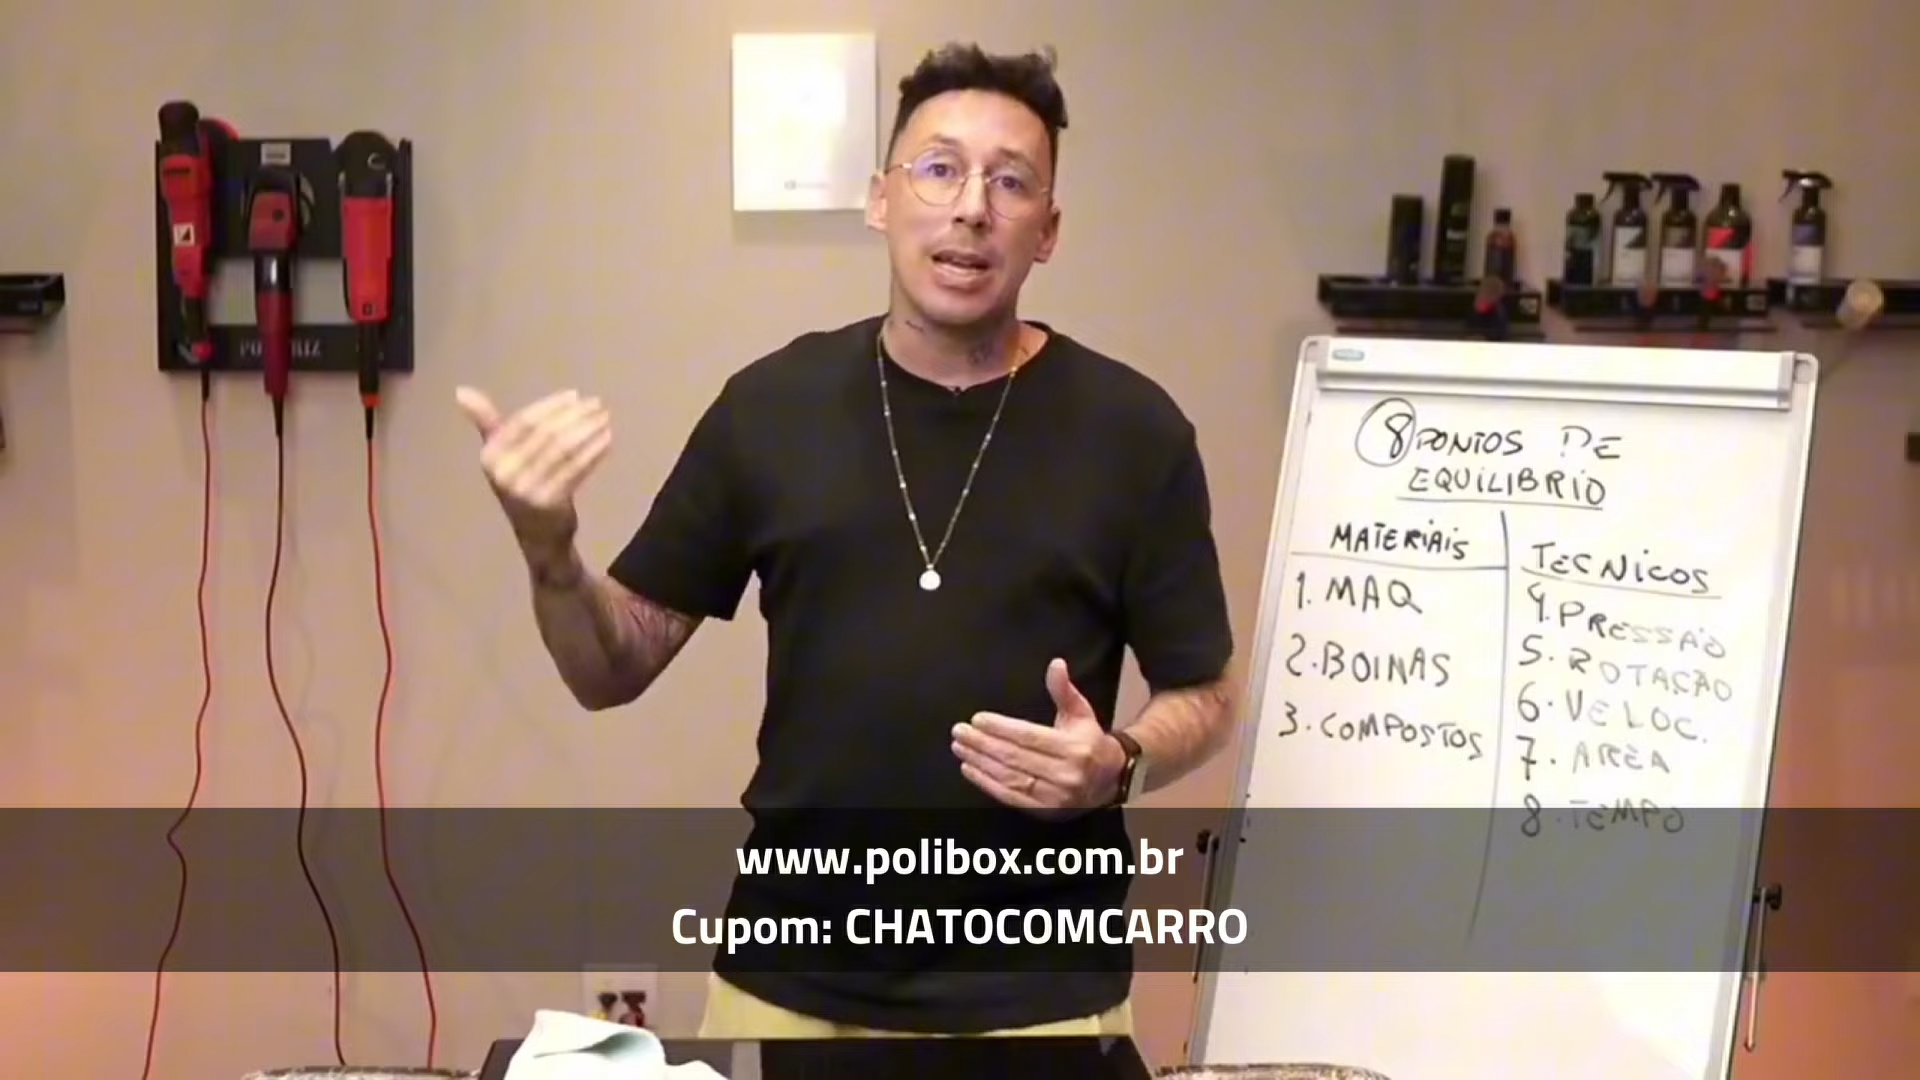 8 PONTOS DE
EQUILIBRIO
MATERIAIS
1. MAQ
2. BOINAS
3. COMPOSTOS
TECNICOS
4. PRESSÃO
5. ROTAÇÃO
6. VELOC.
7. AREA
8. TEMPO
www.polibox.com.br
Cupom: CHATOCOMCARRO